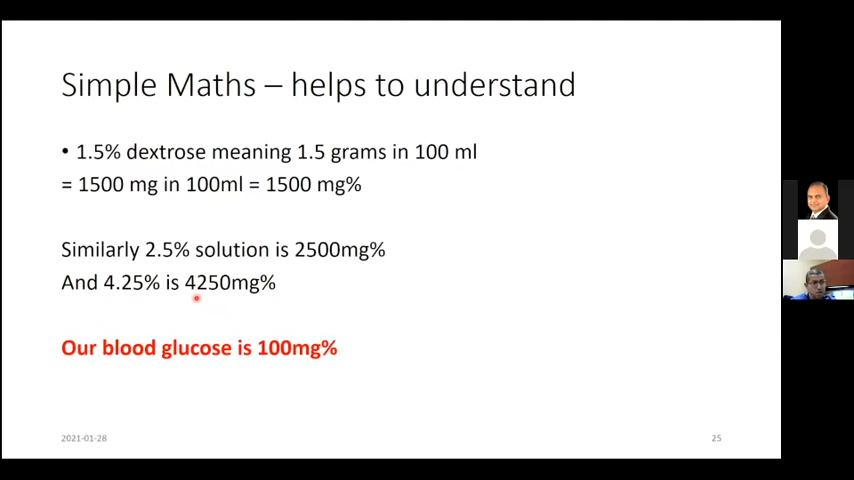 Simple Maths – helps to understand
• 1.5% dextrose meaning 1.5 grams in 100 ml
= 1500 mg in 100ml = 1500 mg%
Similarly 2.5% solution is 2500mg%
And 4.25% is 4250mg%
Our blood glucose is 100mg%
2021-01-28
25